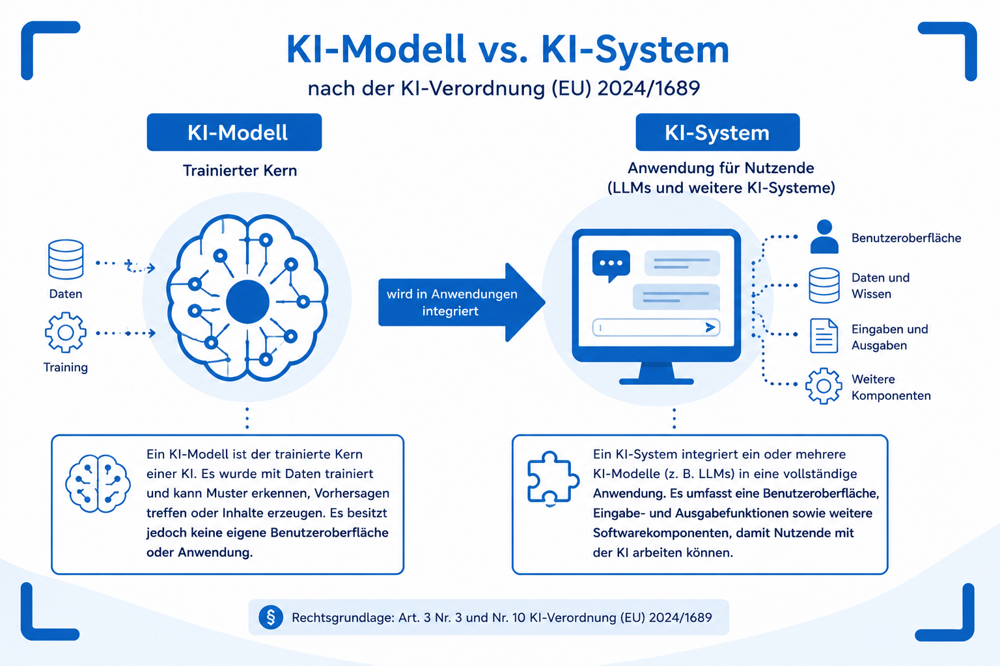 KI-Modell vs. KI-System
nach der KI-Verordnung (EU) 2024/1689
KI-Modell
Trainierter Kern
Daten
Training
wird in Anwendungen
integriert
KI-System
Anwendung für Nutzende
(LLMs und weitere KI-Systeme)
Benutzeroberfläche
Daten und
Wissen
Eingaben und
Ausgaben
Weitere
Komponenten
Ein KI-Modell ist der trainierte Kern
einer KI. Es wurde mit Daten trainiert
und kann Muster erkennen, Vorhersagen
treffen oder Inhalte erzeugen. Es besitzt
jedoch keine eigene Benutzeroberfläche
oder Anwendung.
Ein KI-System integriert ein oder mehrere
KI-Modelle (z. B. LLMs) in eine vollständige
Anwendung. Es umfasst eine Benutzeroberfläche,
Eingabe- und Ausgabefunktionen sowie weitere
Softwarekomponenten, damit Nutzende mit
der KI arbeiten können.
§ Rechtsgrundlage: Art. 3 Nr. 3 und Nr. 10 KI-Verordnung (EU) 2024/1689